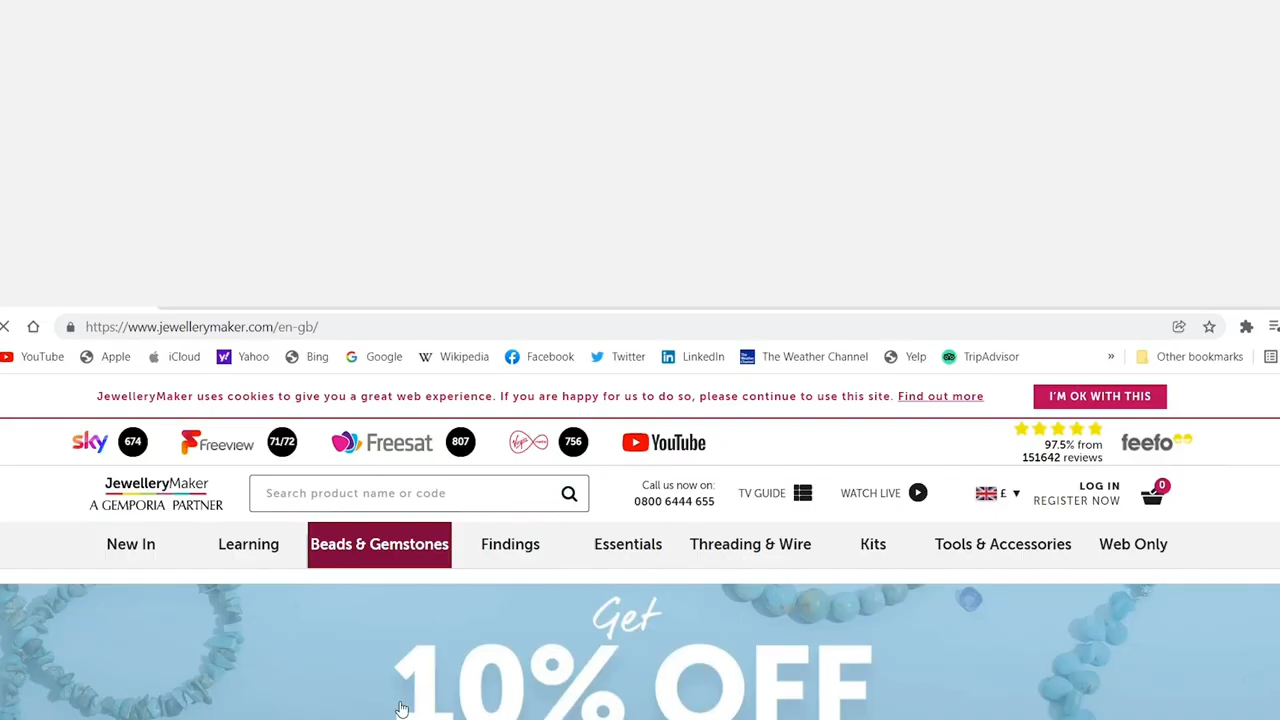 https://www.jewellerymaker.com/en-gb/
YouTube Apple iCloud Yahoo Bing Google Wikipedia Facebook Twitter LinkedIn The Weather Channel Yelp TripAdvisor » Other bookmarks
JewelleryMaker uses cookies to give you a great web experience. If you are happy for us to do so, please continue to use this site. Find out more I'M OK WITH THIS
sky 674 Freeview 71/72 Freesat 807 Virgin 756 YouTube 97.5% from feefo
151642 reviews
JewelleryMaker
A GEMPORIA PARTNER
Search product name or code
Call us now on:
0800 6444 655
TV GUIDE WATCH LIVE £ ▼
LOG IN
REGISTER NOW
0
New In Learning Beads & Gemstones Findings Essentials Threading & Wire Kits Tools & Accessories Web Only
Get
10% OFF